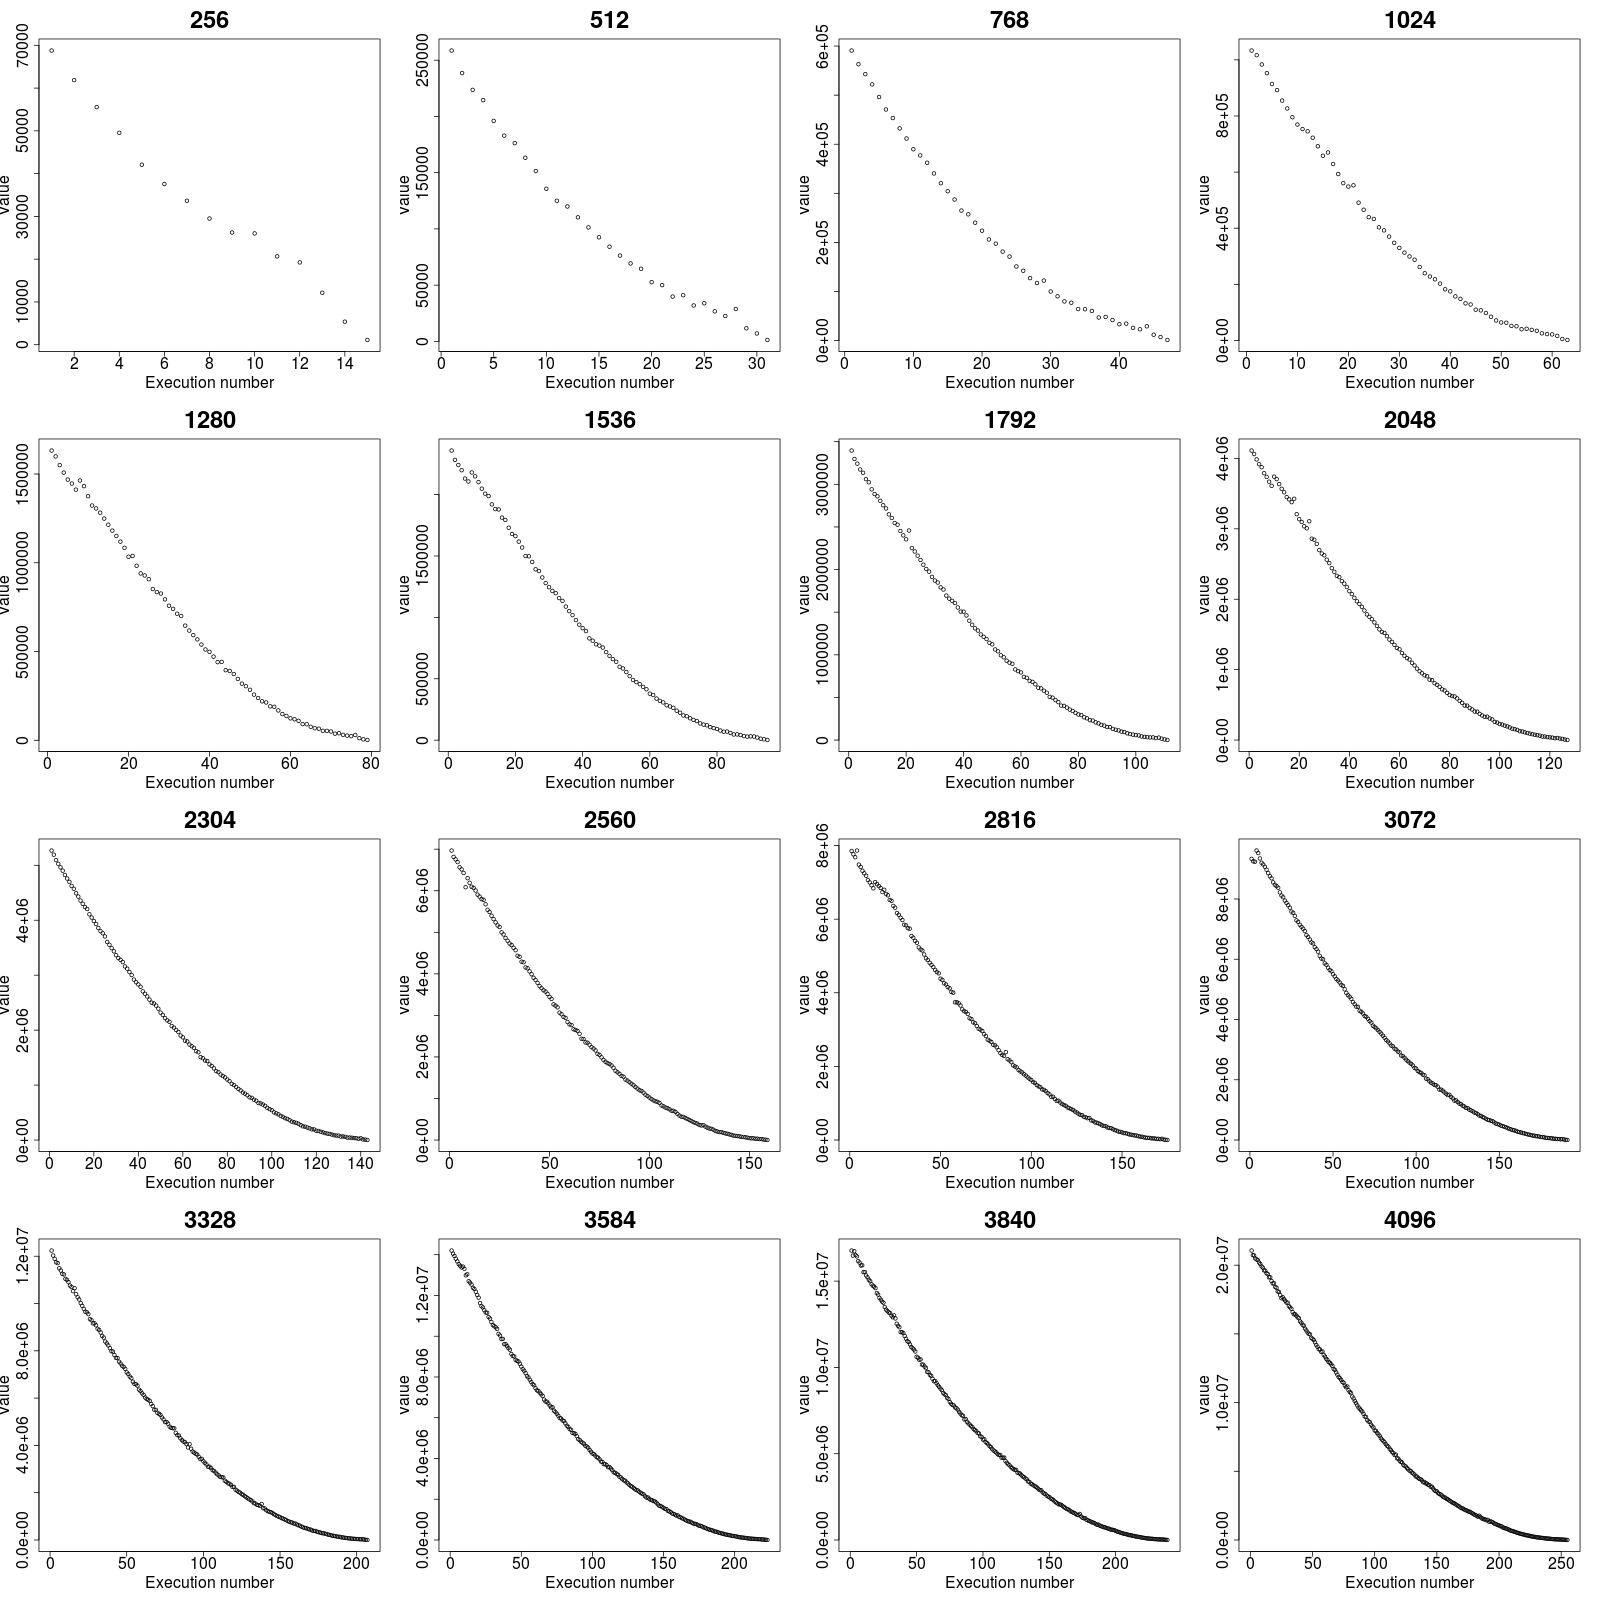 256
value
70000
50000
30000
10000
0
2 4 6 8 10 12 14
Execution number
512
value
250000
150000
50000
0
0 5 10 15 20 25 30
Execution number
768
value
6e+05
4e+05
2e+05
0e+00
0 10 20 30 40
Execution number
1024
value
8e+05
4e+05
0e+00
0 10 20 30 40 50 60
Execution number
1280
value
1500000
1000000
500000
0
0 20 40 60 80
Execution number
1536
value
1500000
500000
0
0 20 40 60 80
Execution number
1792
value
3000000
2000000
1000000
0
0 20 40 60 80 100
Execution number
2048
value
4e+06
3e+06
2e+06
1e+06
0e+00
0 20 40 60 80 100 120
Execution number
2304
value
4e+06
2e+06
0e+00
0 20 40 60 80 100 120 140
Execution number
2560
value
6e+06
4e+06
2e+06
0e+00
0 50 100 150
Execution number
2816
value
8e+06
6e+06
4e+06
2e+06
0e+00
0 50 100 150
Execution number
3072
value
8e+06
6e+06
4e+06
2e+06
0e+00
0 50 100 150
Execution number
3328
value
1.2e+07
8.0e+06
4.0e+06
0.0e+00
0 50 100 150 200
Execution number
3584
value
1.2e+07
8.0e+06
4.0e+06
0.0e+00
0 50 100 150 200
Execution number
3840
value
1.5e+07
1.0e+07
5.0e+06
0.0e+00
0 50 100 150 200
Execution number
4096
value
2.0e+07
1.0e+07
0.0e+00
0 50 100 150 200 250
Execution number